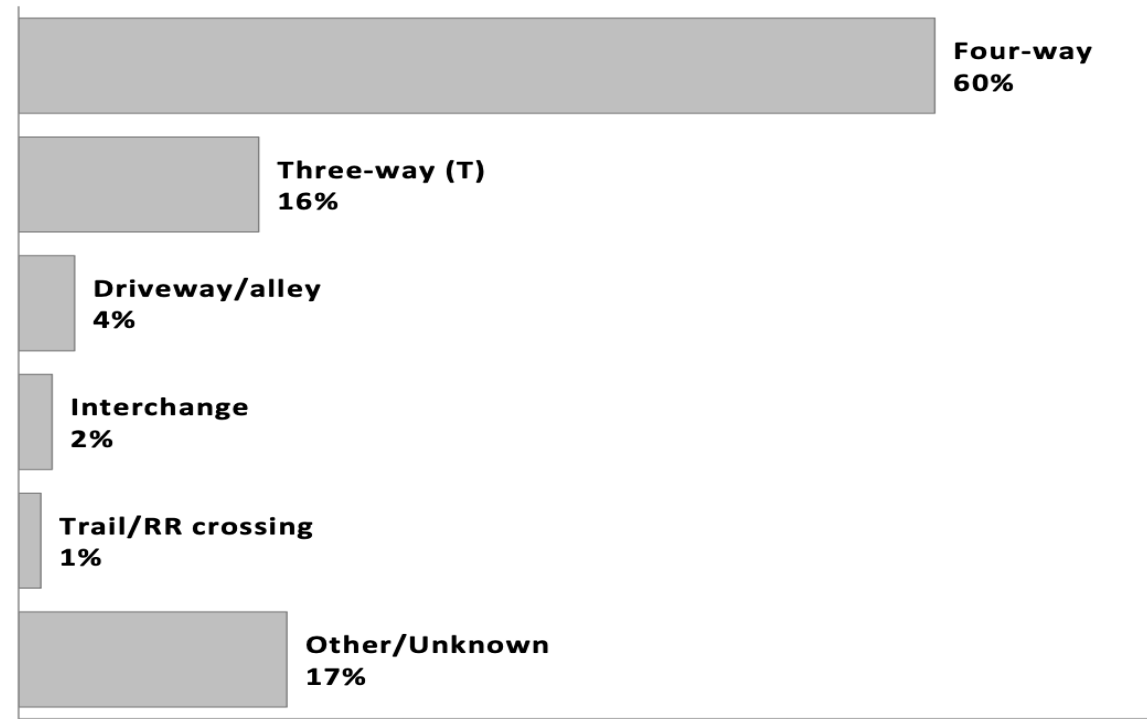 Four-way
60%
Three-way (T)
16%
Driveway/alley
4%
Interchange
2%
Trail/RR crossing
1%
Other/Unknown
17%